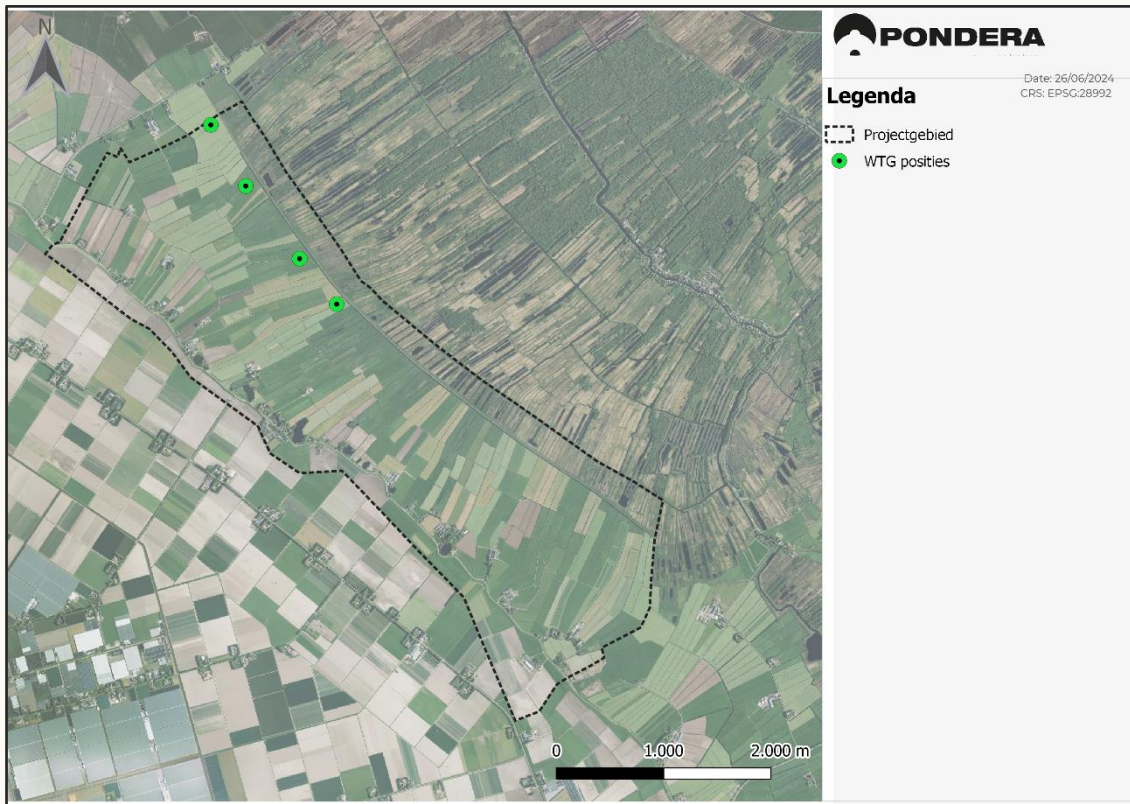 N
PONDERA
Date: 26/06/2024
CRS: EPSG:28992
Legenda
Projectgebied
WTG posities
0 1.000 2.000 m